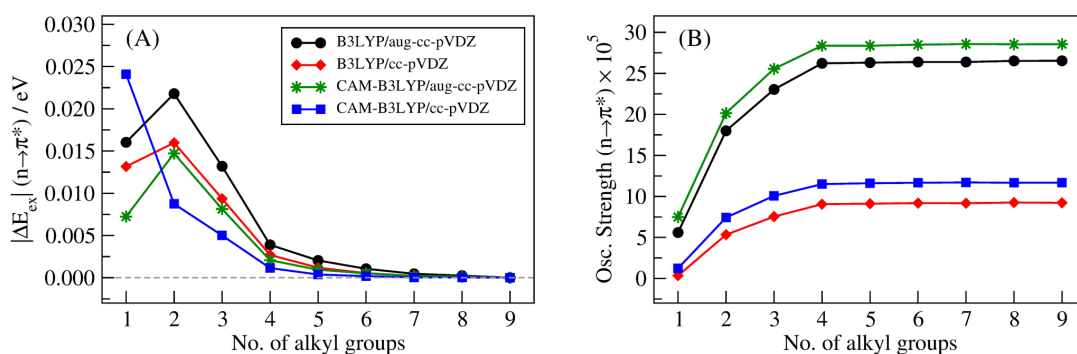 (A)
B3LYP/aug-cc-pVDZ
B3LYP/cc-pVDZ
CAM-B3LYP/aug-cc-pVDZ
CAM-B3LYP/cc-pVDZ
|ΔE_ex| (n→π*) / eV
0.030
0.025
0.020
0.015
0.010
0.005
0.000
1 2 3 4 5 6 7 8 9
No. of alkyl groups
(B)
Osc. Strength (n→π*) × 10⁵
30
25
20
15
10
5
0
1 2 3 4 5 6 7 8 9
No. of alkyl groups